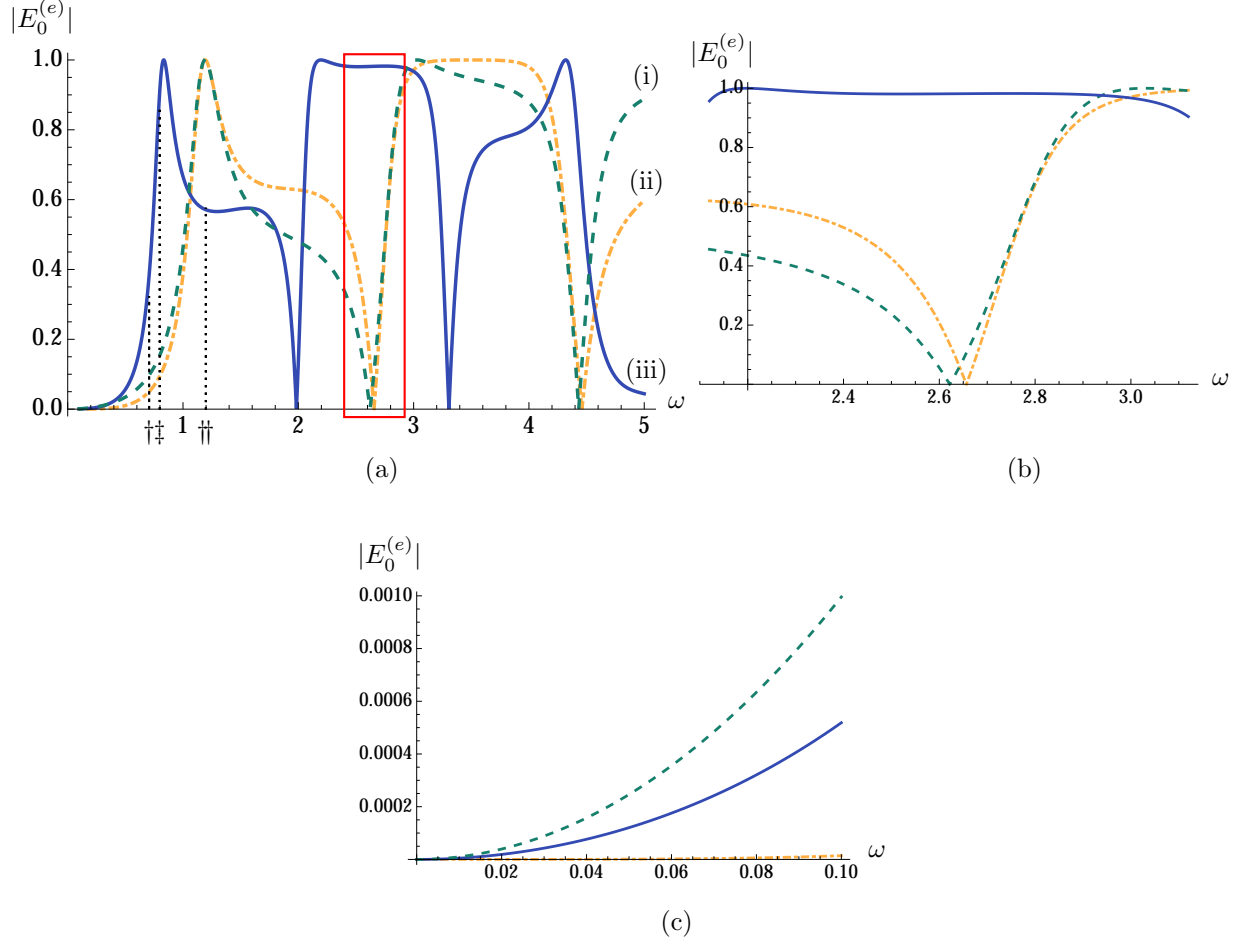 |E_0^{(e)}|
1.0
0.8
0.6
0.4
0.2
0.0
(i)
(ii)
(iii)
1 2 3 4 5
ω
†‡ ††
(a)
|E_0^{(e)}|
1.0
0.8
0.6
0.4
0.2
2.4 2.6 2.8 3.0
ω
(b)
|E_0^{(e)}|
0.0010
0.0008
0.0006
0.0004
0.0002
0.02 0.04 0.06 0.08 0.10
ω
(c)